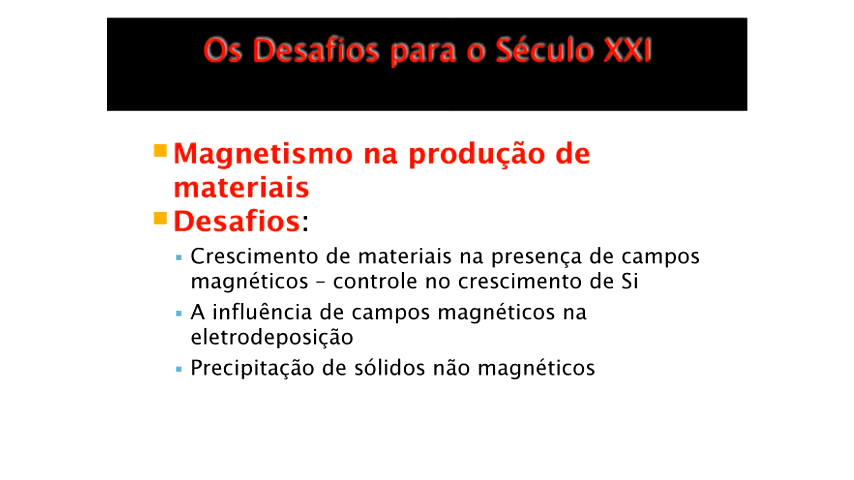 Os Desafios para o Século XXI
Magnetismo na produção de
materiais
Desafios:
Crescimento de materiais na presença de campos
magnéticos – controle no crescimento de Si
A influência de campos magnéticos na
eletrodeposição
Precipitação de sólidos não magnéticos